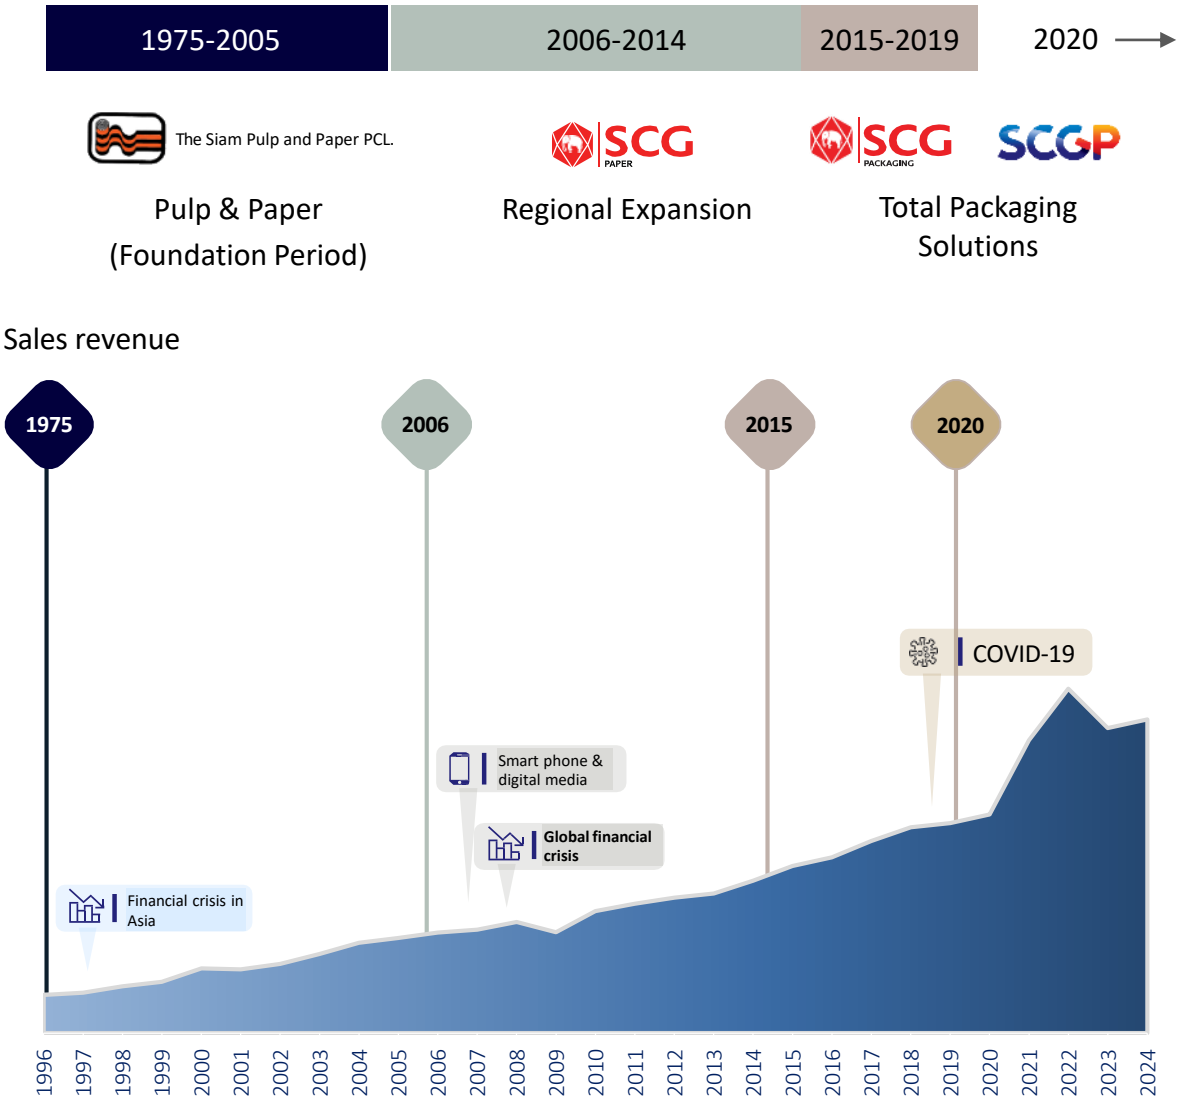 1975-2005
2006-2014
2015-2019
2020
The Siam Pulp and Paper PCL.
SCG
PAPER
SCG
PACKAGING
SCGP
Pulp & Paper
(Foundation Period)
Regional Expansion
Total Packaging
Solutions
Sales revenue
1975
2006
2015
2020
COVID-19
Smart phone &
digital media
Global financial
crisis
Financial crisis in
Asia
1996
1997
1998
1999
2000
2001
2002
2003
2004
2005
2006
2007
2008
2009
2010
2011
2012
2013
2014
2015
2016
2017
2018
2019
2020
2021
2022
2023
2024